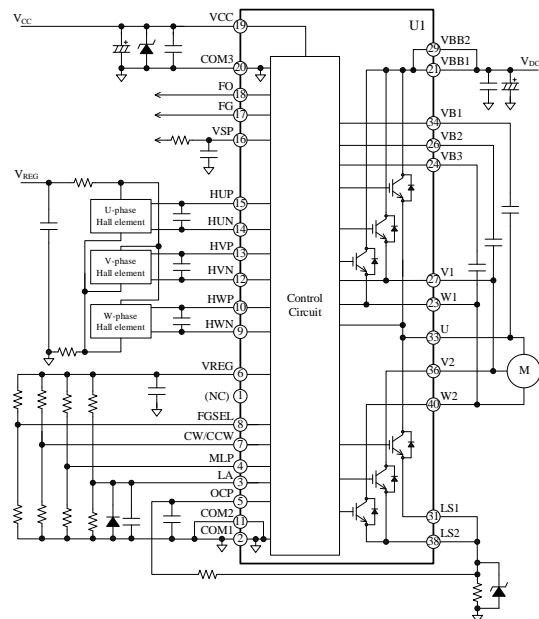 U1
VCC
VCC
19
COM3
20
FO
18
FG
17
VSP
16
VREG
HUP
15
U-phase
Hall element
HUN
14
HVP
13
V-phase
Hall element
HVN
12
HWP
10
W-phase
Hall element
HWN
9
VREG
6
(NC)
1
FGSEL
8
CW/CCW
7
MLP
4
LA
3
OCP
5
COM2
11
COM1
2
Control
Circuit
VBB2
29
VBB1
21
VDC
VB1
34
VB2
26
VB3
24
V1
27
W1
23
U
33
V2
36
M
W2
40
LS1
31
LS2
38